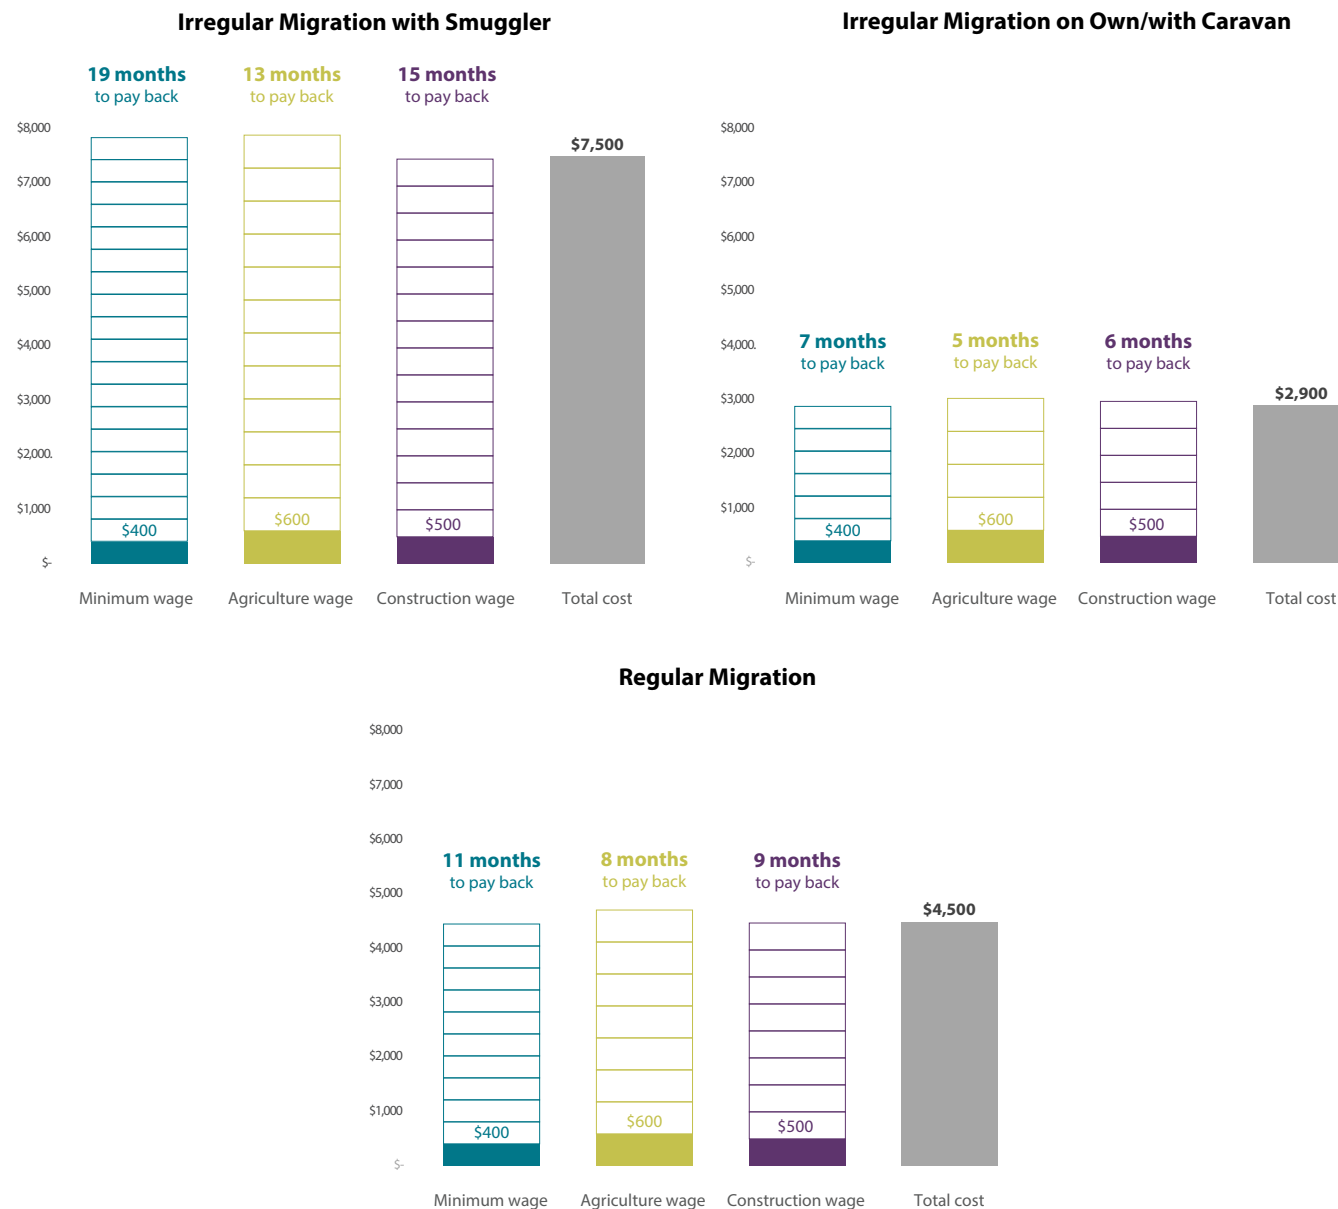 Irregular Migration with Smuggler
19 months
to pay back
13 months
to pay back
15 months
to pay back
$8,000
$7,000
$6,000
$5,000
$4,000
$3,000
$2,000.
$1,000
$-
$7,500
$400
$600
$500
Minimum wage
Agriculture wage
Construction wage
Total cost
Irregular Migration on Own/with Caravan
$8,000
$7,000
$6,000
$5,000
$4,000.
$3,000
$2,000
$1,000
$-
7 months
to pay back
5 months
to pay back
6 months
to pay back
$2,900
$400
$600
$500
Minimum wage
Agriculture wage
Construction wage
Total cost
Regular Migration
$8,000
$7,000
$6,000
$5,000
$4,000
$3,000
$2,000
$1,000
$-
11 months
to pay back
8 months
to pay back
9 months
to pay back
$4,500
$400
$600
$500
Minimum wage
Agriculture wage
Construction wage
Total cost